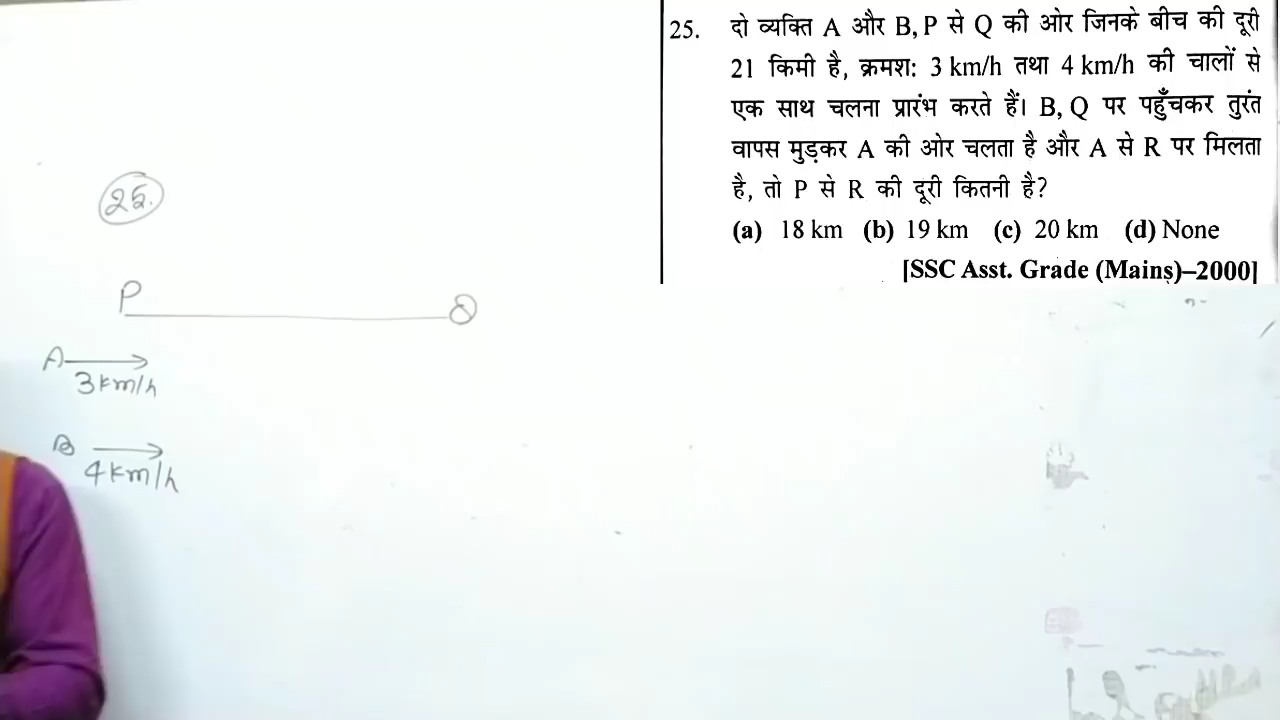 25. दो व्यक्ति A और B, P से Q की ओर जिनके बीच की दूरी
21 किमी है, क्रमश: 3 km/h तथा 4 km/h की चालों से
एक साथ चलना प्रारंभ करते हैं। B, Q पर पहुँचकर तुरंत
वापस मुड़कर A की ओर चलता है और A से R पर मिलता
है, तो P से R की दूरी कितनी है?
(a) 18 km (b) 19 km (c) 20 km (d) None
[SSC Asst. Grade (Mains)–2000]
25.
P Q
A
3km/h
B
4km/h